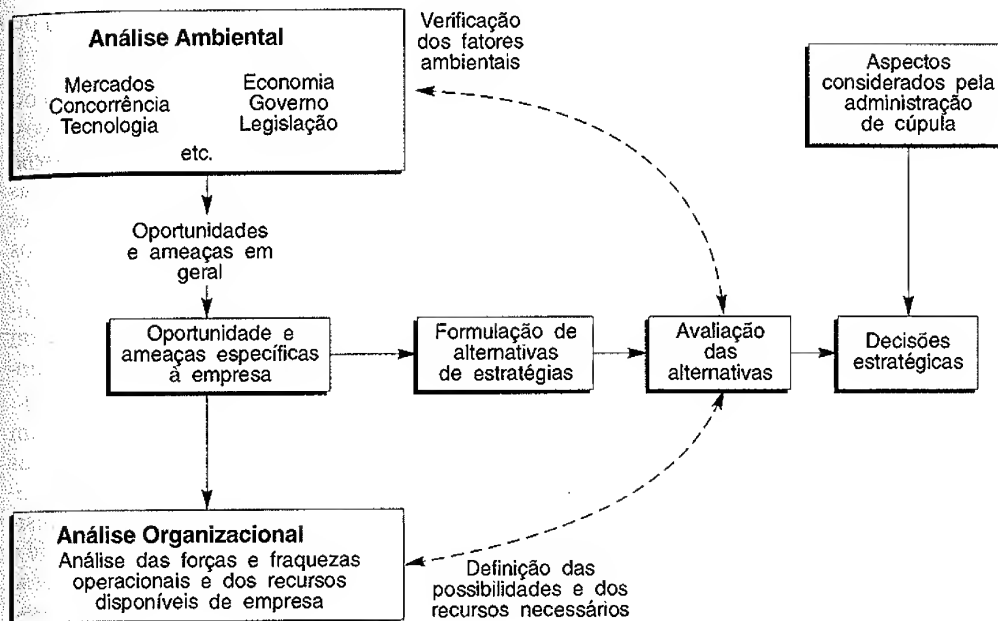 Análise Ambiental
Mercados
Concorrência
Tecnologia
Economia
Governo
Legislação
etc.
Verificação
dos fatores
ambientais
Aspectos
considerados pela
administração
de cúpula
Oportunidades
e ameaças em
geral
Oportunidade e
ameaças específicas
à empresa
Formulação de
alternativas
de estratégias
Avaliação
das
alternativas
Decisões
estratégicas
Análise Organizacional
Análise das forças e fraquezas
operacionais e dos recursos
disponíveis de empresa
Definição das
possibilidades e dos
recursos necessários